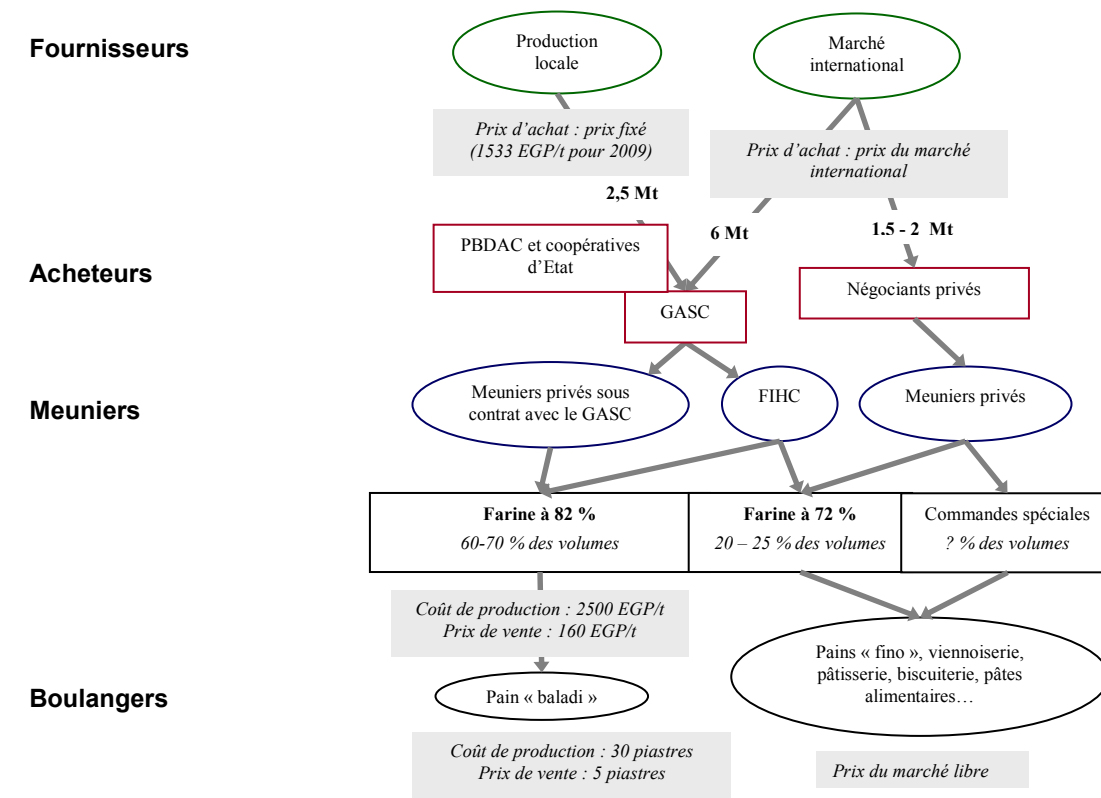 Fournisseurs
Production
locale
Marché
international
Prix d’achat : prix fixé
(1533 EGP/t pour 2009)
Prix d’achat : prix du marché
international
2,5 Mt
6 Mt
1,5 - 2 Mt
Acheteurs
PBDAC et coopératives
d’Etat
GASC
Négociants privés
Meuniers
Meuniers privés sous
contrat avec le GASC
FIHC
Meuniers privés
Farine à 82 %
60-70 % des volumes
Farine à 72 %
20 – 25 % des volumes
Commandes spéciales
? % des volumes
Coût de production : 2500 EGP/t
Prix de vente : 160 EGP/t
Boulangers
Pain « baladi »
Pains « fino », viennoiserie,
pâtisserie, biscuiterie, pâtes
alimentaires…
Coût de production : 30 piastres
Prix de vente : 5 piastres
Prix du marché libre